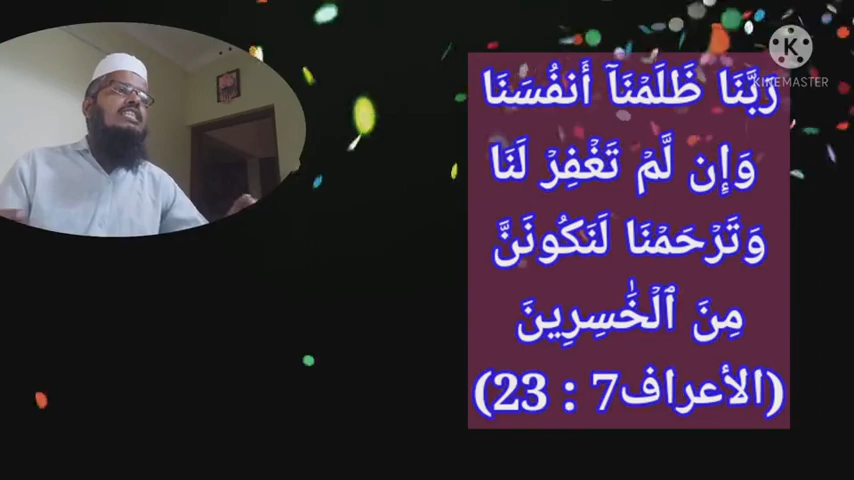 رَبَّنَا ظَلَمْنَآ أَنفُسَنَا
وَإِن لَّمْ تَغْفِرْ لَنَا
وَتَرْحَمْنَا لَنَكُونَنَّ
مِنَ ٱلْخَٰسِرِينَ
(الأعراف7 : 23)
K
KINEMASTER